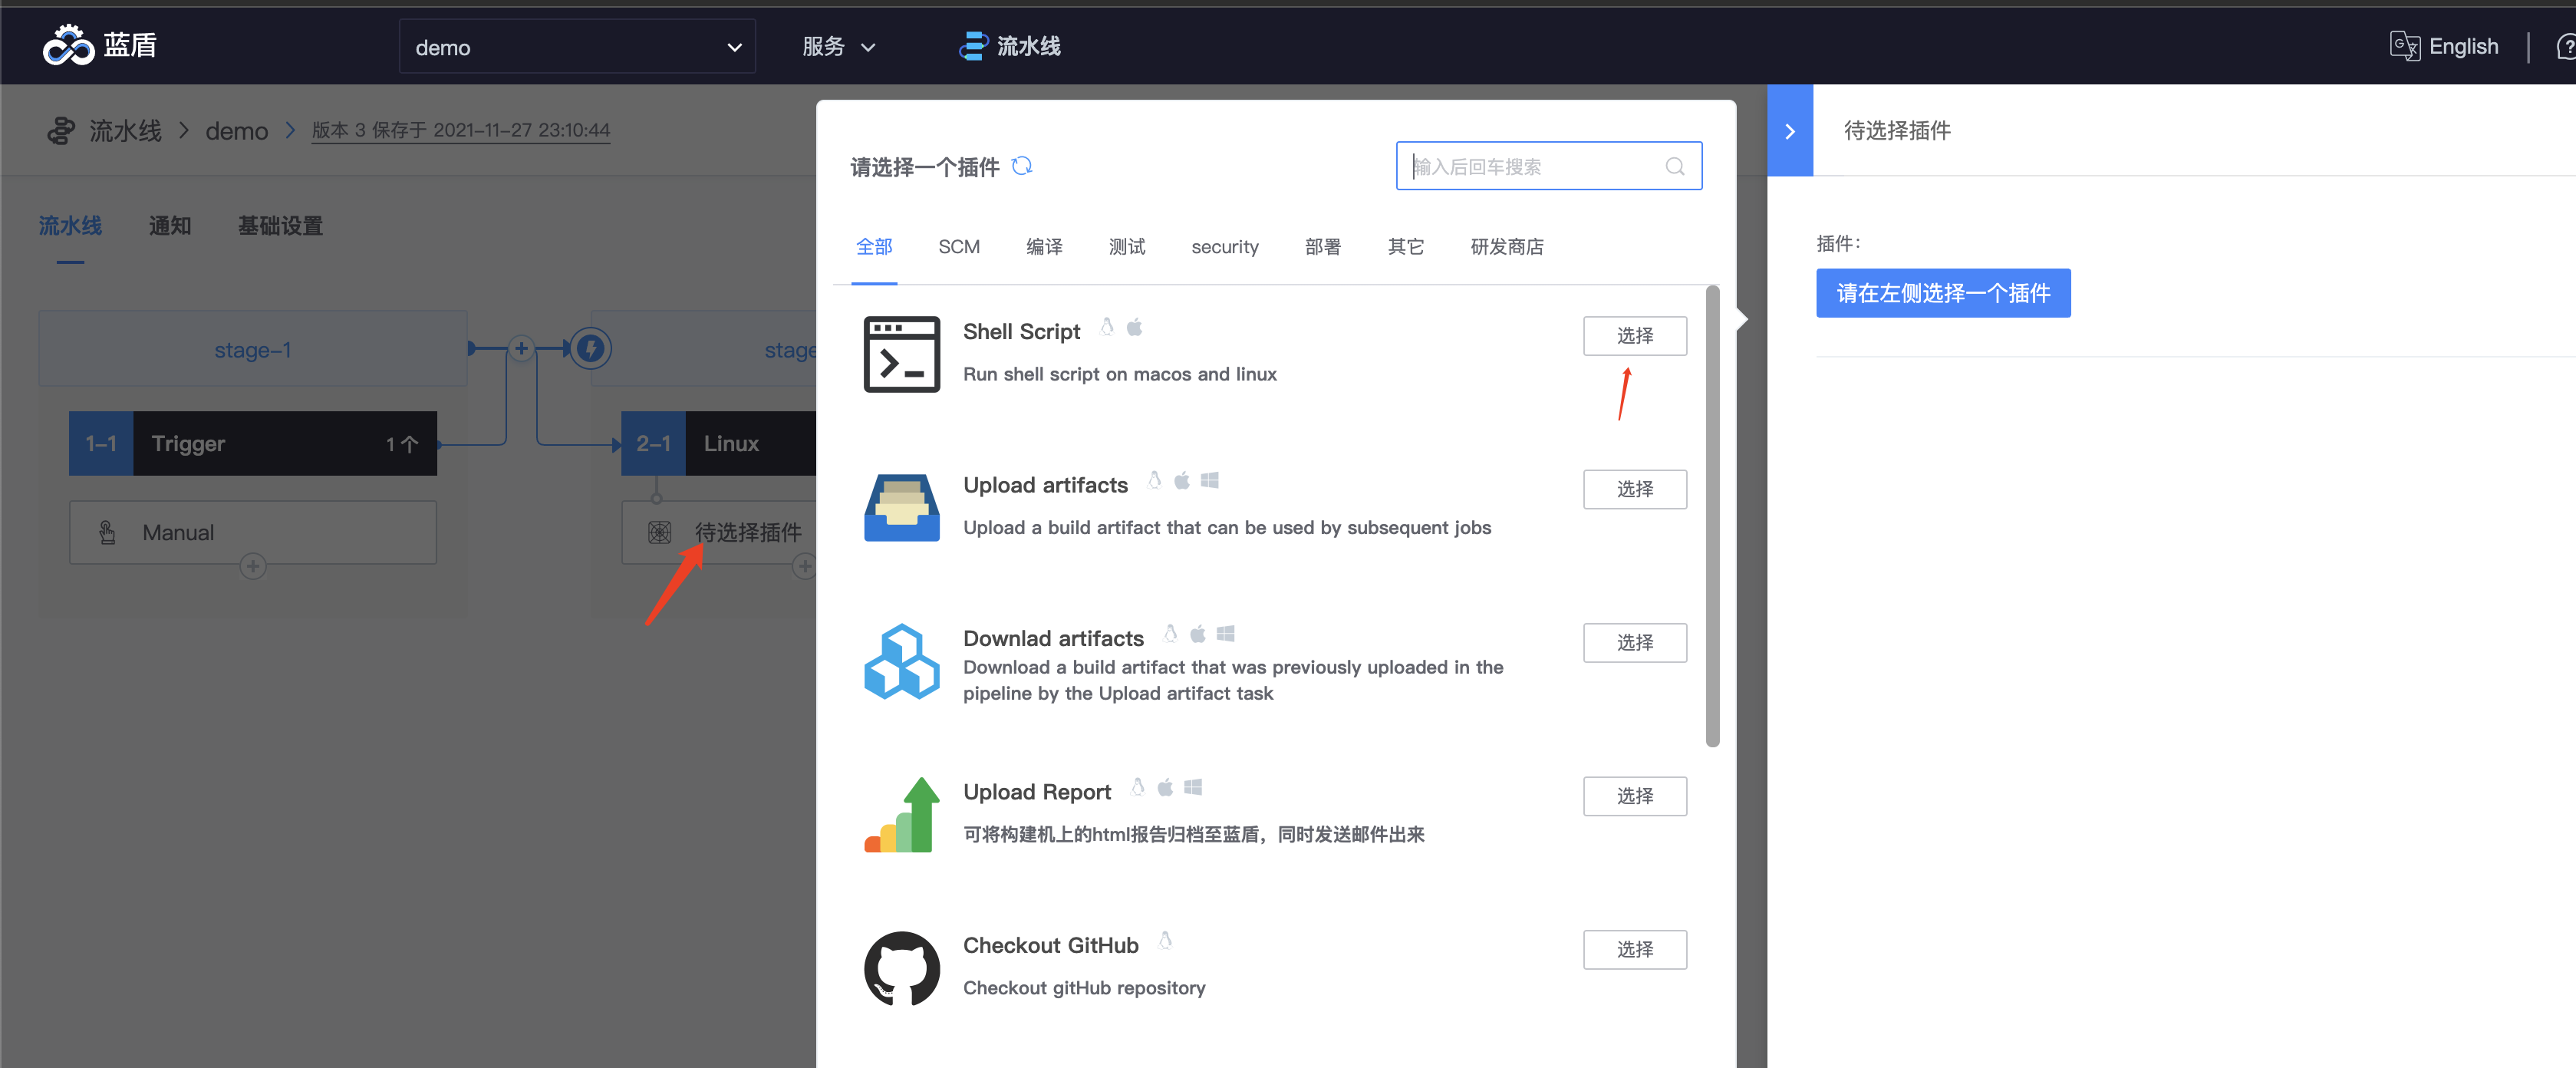 蓝盾
demo
服务
流水线
English
流水线 > demo > 版本 3 保存于 2021-11-27 23:10:44
流水线
通知
基础设置
stage-1
stage
1-1 Trigger 1个
2-1 Linux
Manual
待选择插件
请选择一个插件
输入后回车搜索
全部
SCM
编译
测试
security
部署
其它
研发商店
Shell Script
选择
Run shell script on macos and linux
Upload artifacts
选择
Upload a build artifact that can be used by subsequent jobs
Downlad artifacts
选择
Download a build artifact that was previously uploaded in the
pipeline by the Upload artifact task
Upload Report
选择
可将构建机上的html报告归档至蓝盾，同时发送邮件出来
Checkout GitHub
选择
Checkout gitHub repository
待选择插件
插件：
请在左侧选择一个插件